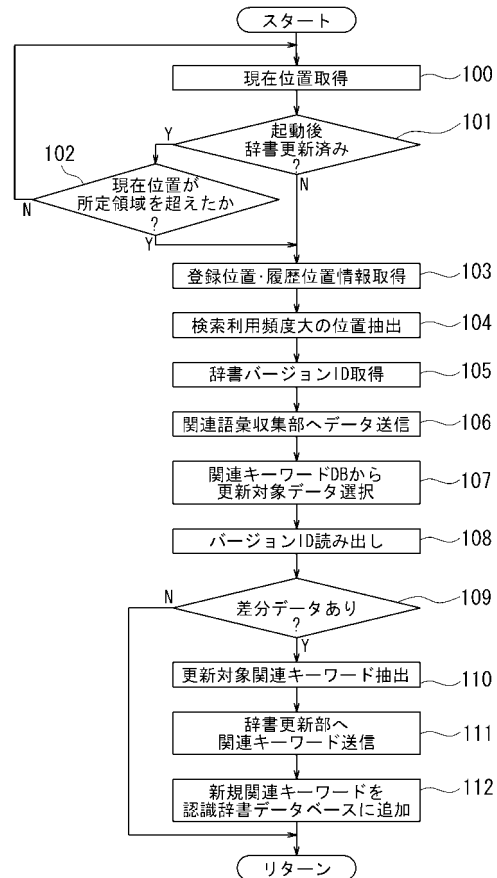 スタート
現在位置取得 100
起動後 101
辞書更新済み
?
Y
N
102
現在位置が
所定領域を超えたか
?
N
Y
登録位置・履歴位置情報取得 103
検索利用頻度大の位置抽出 104
辞書バージョンID取得 105
関連語彙収集部へデータ送信 106
関連キーワードDBから
更新対象データ選択 107
バージョンID読み出し 108
差分データあり 109
?
N
Y
更新対象関連キーワード抽出 110
辞書更新部へ
関連キーワード送信 111
新規関連キーワードを
認識辞書データベースに追加 112
リターン